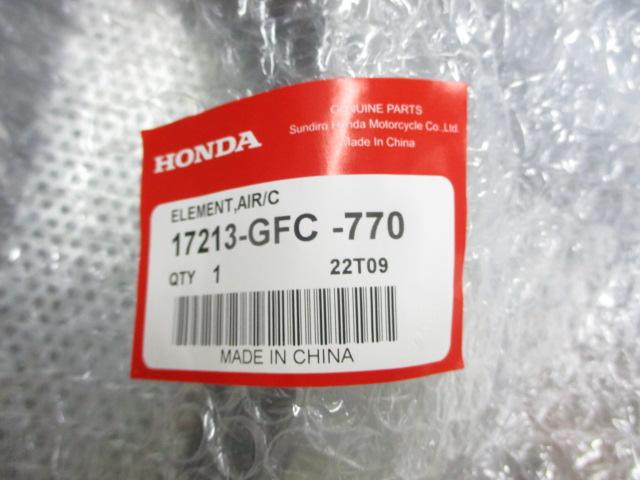 GENUINE PARTS
Sundiro Honda Motorcycle Co.,Ltd.
Made In China
HONDA
ELEMENT,AIR/C
17213-GFC -770
QTY 1 22T09
MADE IN CHINA